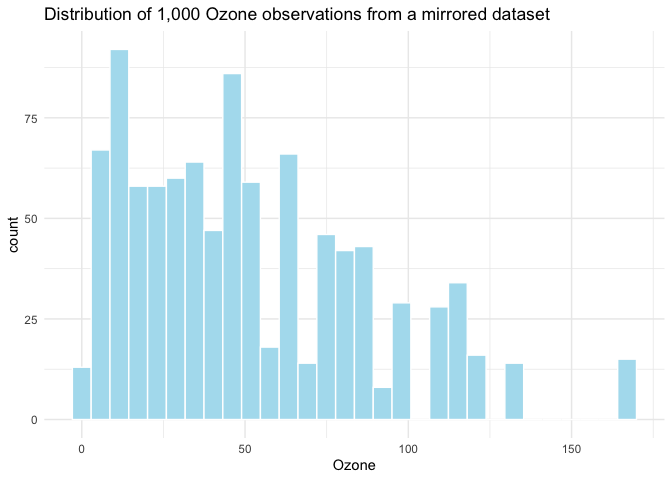 Distribution of 1,000 Ozone observations from a mirrored dataset
75
50
25
0
count
0 50 100 150
Ozone